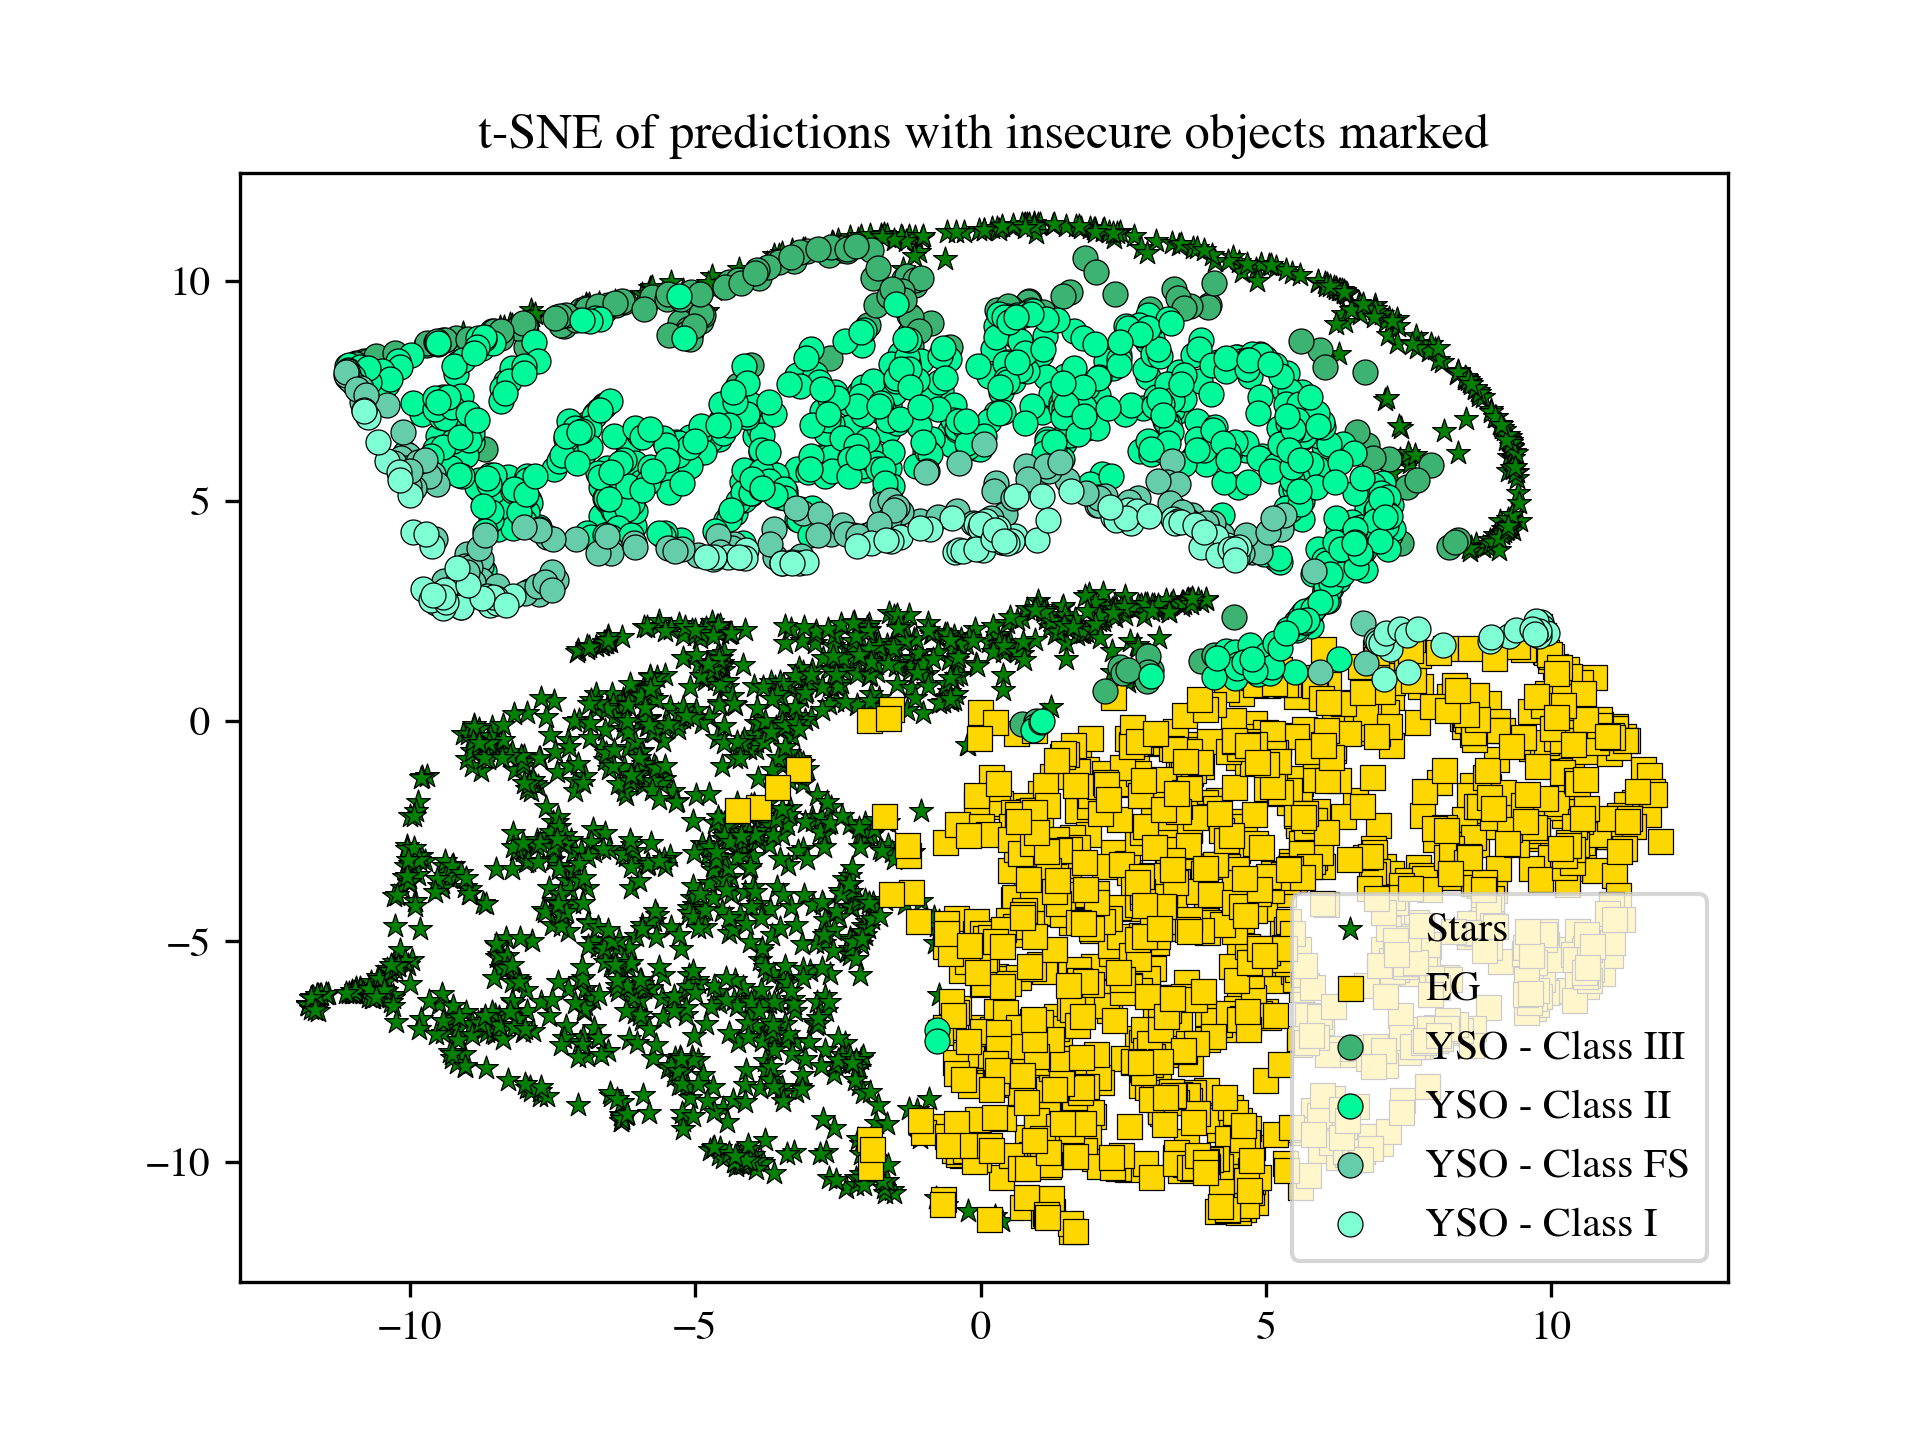 t-SNE of predictions with insecure objects marked
10
5
0
−5
−10
−10
−5
0
5
10
Stars
EG
YSO - Class III
YSO - Class II
YSO - Class FS
YSO - Class I